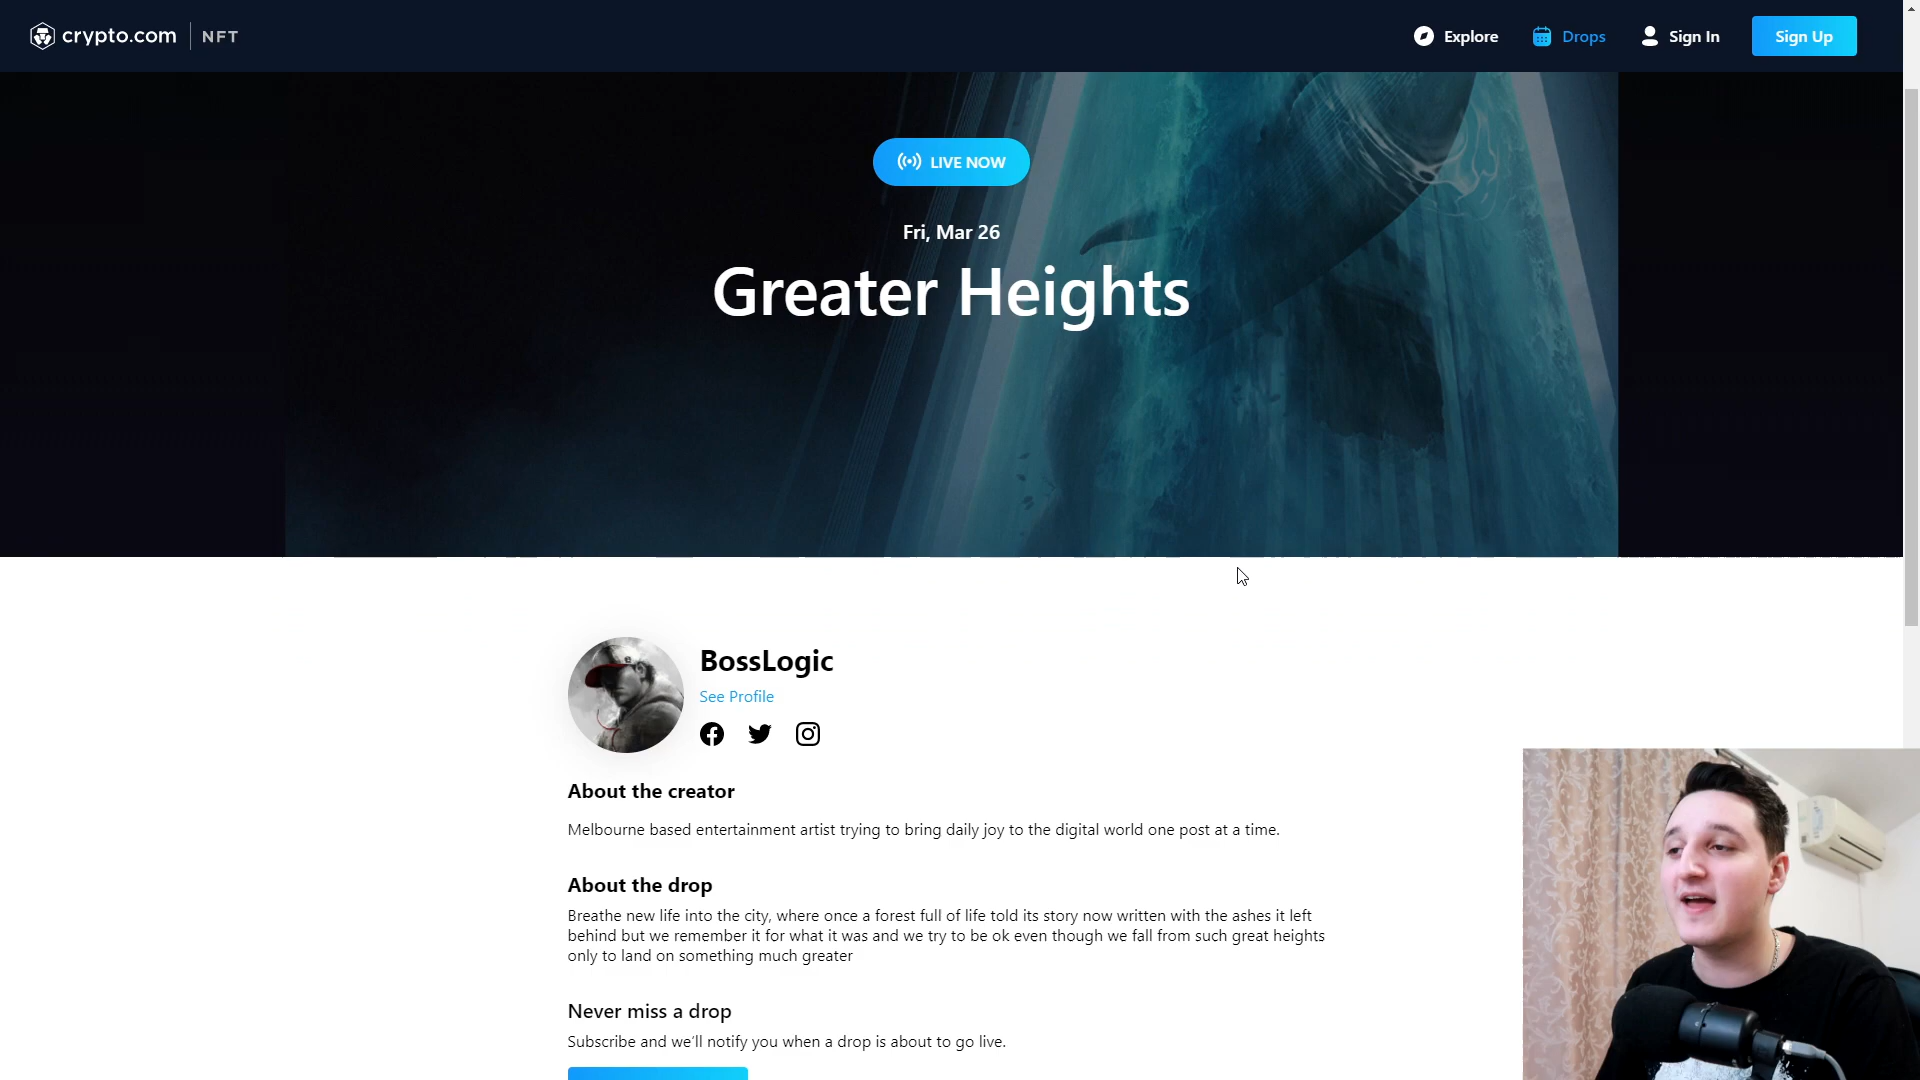 crypto.com | NFT
Explore
Drops
Sign In
Sign Up
LIVE NOW
Fri, Mar 26
Greater Heights
BossLogic
See Profile
About the creator
Melbourne based entertainment artist trying to bring daily joy to the digital world one post at a time.
About the drop
Breathe new life into the city, where once a forest full of life told its story now written with the ashes it left
behind but we remember it for what it was and we try to be ok even though we fall from such great heights
only to land on something much greater
Never miss a drop
Subscribe and we'll notify you when a drop is about to go live.